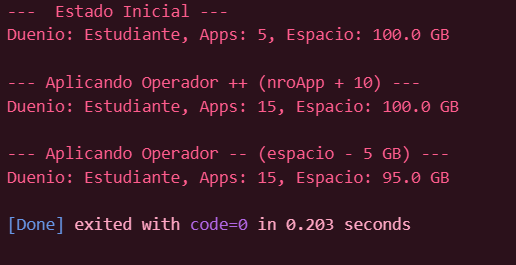 ---  Estado Inicial ---
Duenio: Estudiante, Apps: 5, Espacio: 100.0 GB
--- Aplicando Operador ++ (nroApp + 10) ---
Duenio: Estudiante, Apps: 15, Espacio: 100.0 GB
--- Aplicando Operador -- (espacio - 5 GB) ---
Duenio: Estudiante, Apps: 15, Espacio: 95.0 GB
[Done] exited with code=0 in 0.203 seconds